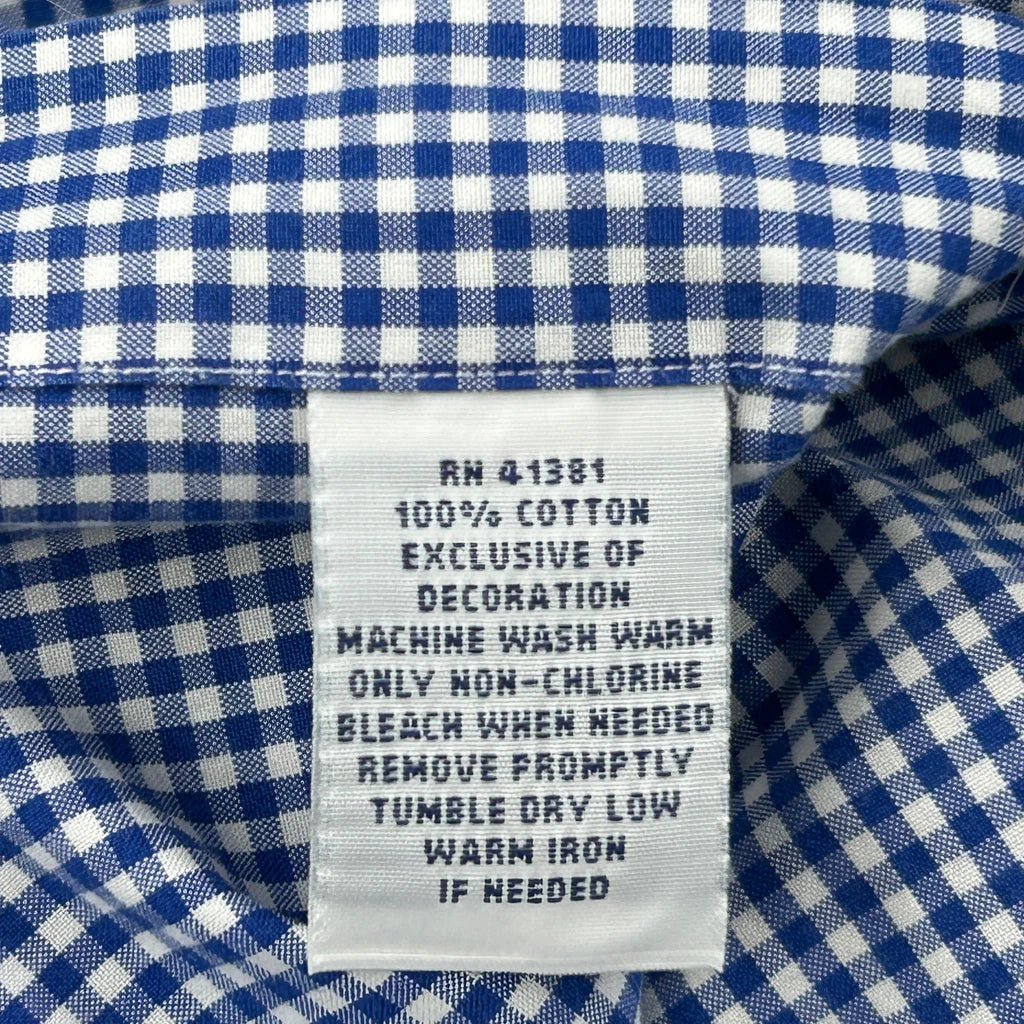 RN 41381
100% COTTON
EXCLUSIVE OF
DECORATION
MACHINE WASH WARM
ONLY NON-CHLORINE
BLEACH WHEN NEEDED
REMOVE PROMPTLY
TUMBLE DRY LOW
WARM IRON
IF NEEDED